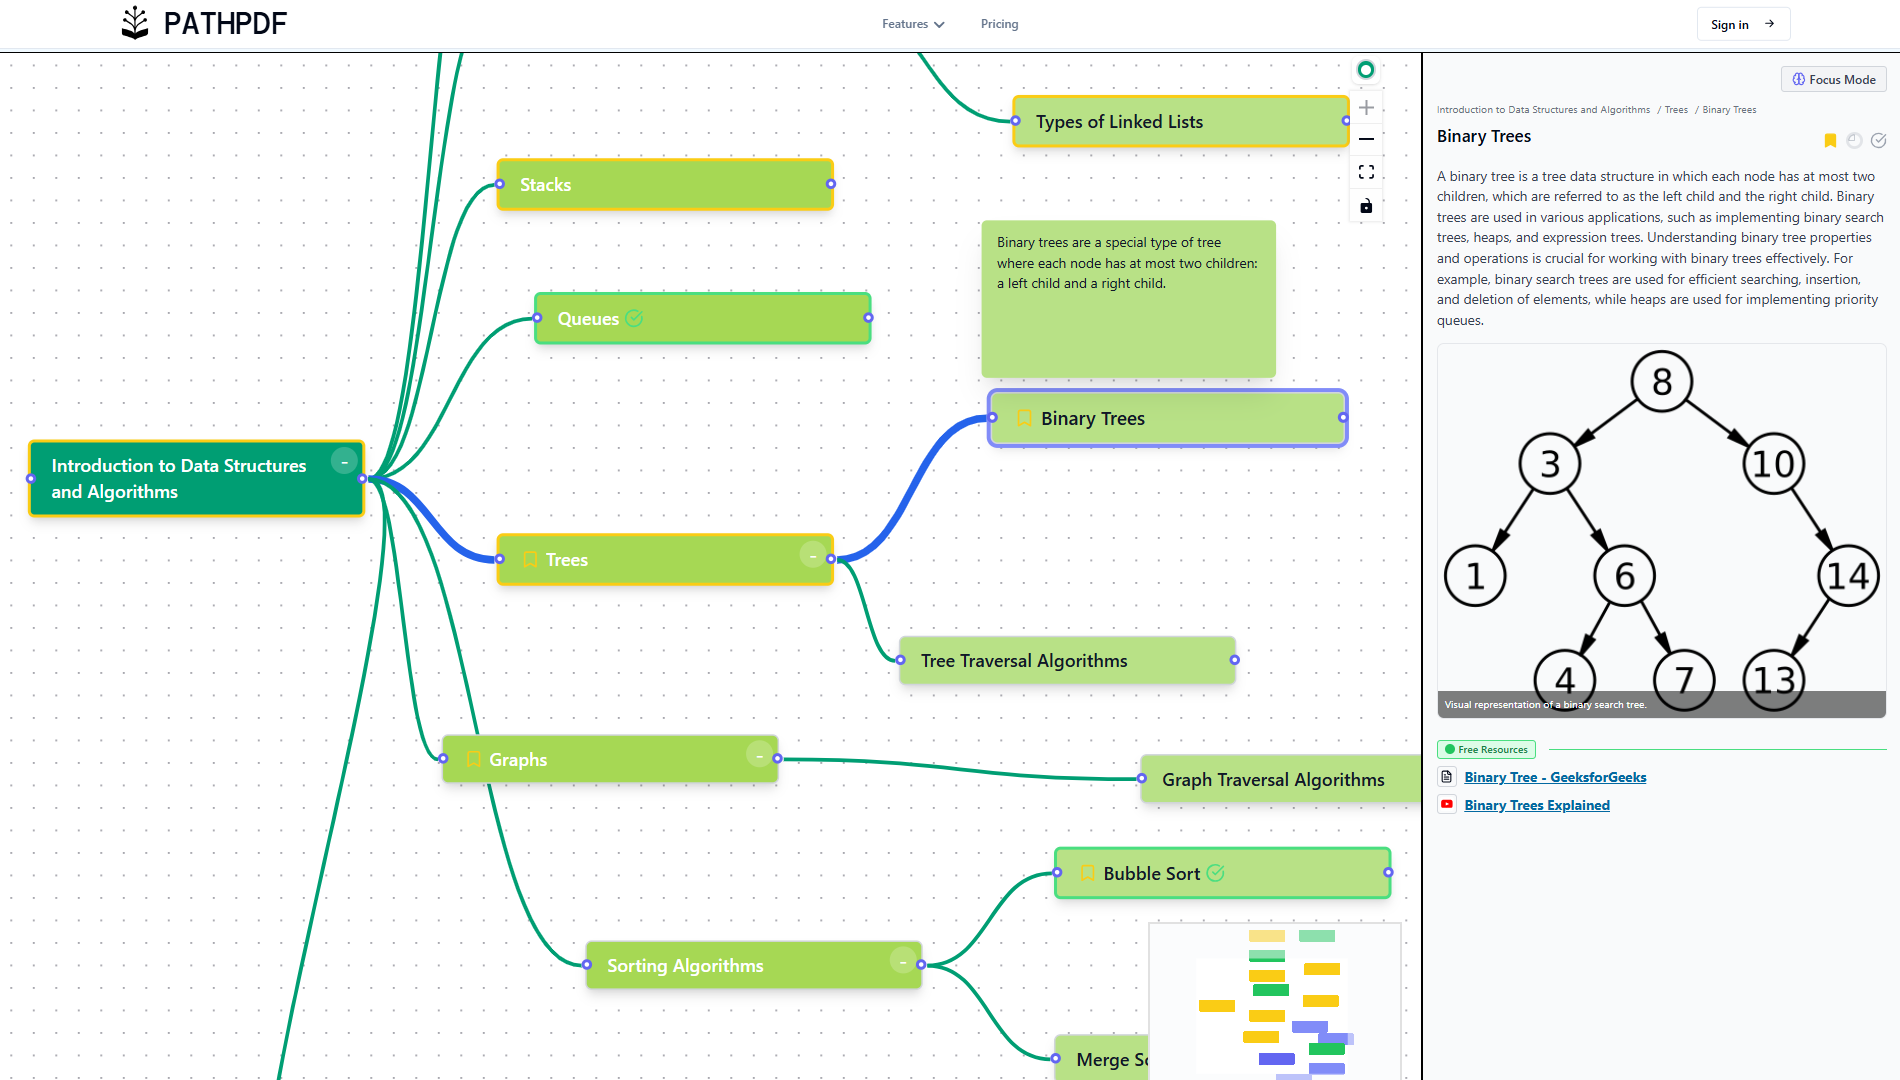 PATHPDF
Features
Pricing
Sign in
Types of Linked Lists
Stacks
Binary trees are a special type of tree
where each node has at most two children:
a left child and a right child.
Queues
Binary Trees
Introduction to Data Structures
and Algorithms
-
Trees
-
Tree Traversal Algorithms
Graphs
-
Graph Traversal Algorithms
Bubble Sort
Sorting Algorithms
-
Merge So
Focus Mode
Introduction to Data Structures and Algorithms / Trees / Binary Trees
Binary Trees
A binary tree is a tree data structure in which each node has at most two
children, which are referred to as the left child and the right child. Binary
trees are used in various applications, such as implementing binary search
trees, heaps, and expression trees. Understanding binary tree properties
and operations is crucial for working with binary trees effectively. For
example, binary search trees are used for efficient searching, insertion,
and deletion of elements, while heaps are used for implementing priority
queues.
8
3
10
1
6
14
4
7
13
Visual representation of a binary search tree.
Free Resources
Binary Tree - GeeksforGeeks
Binary Trees Explained